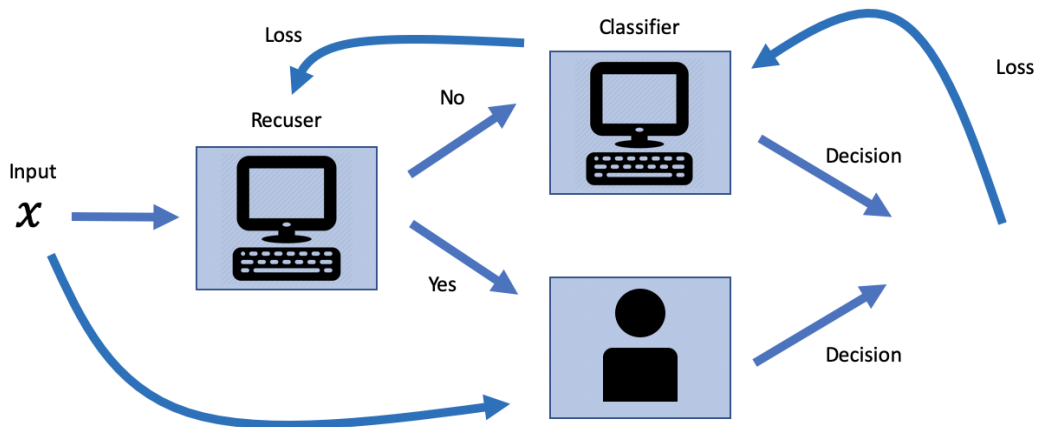 Classifier
Loss
Loss
No
Recuser
Decision
Input
x
Yes
Decision